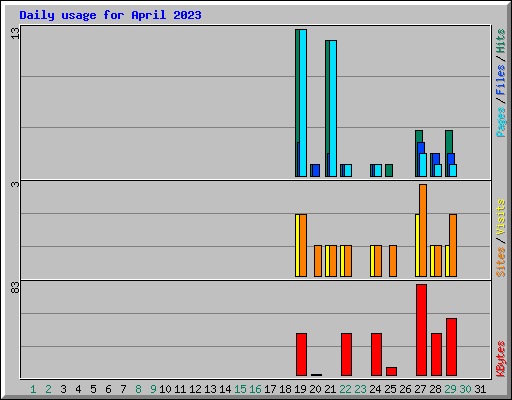 Daily usage for April 2023
13
3
83
Pages / Files / Hits
Sites / Visits
KBytes
1 2 3 4 5 6 7 8 9 10 11 12 13 14 15 16 17 18 19 20 21 22 23 24 25 26 27 28 29 30 31